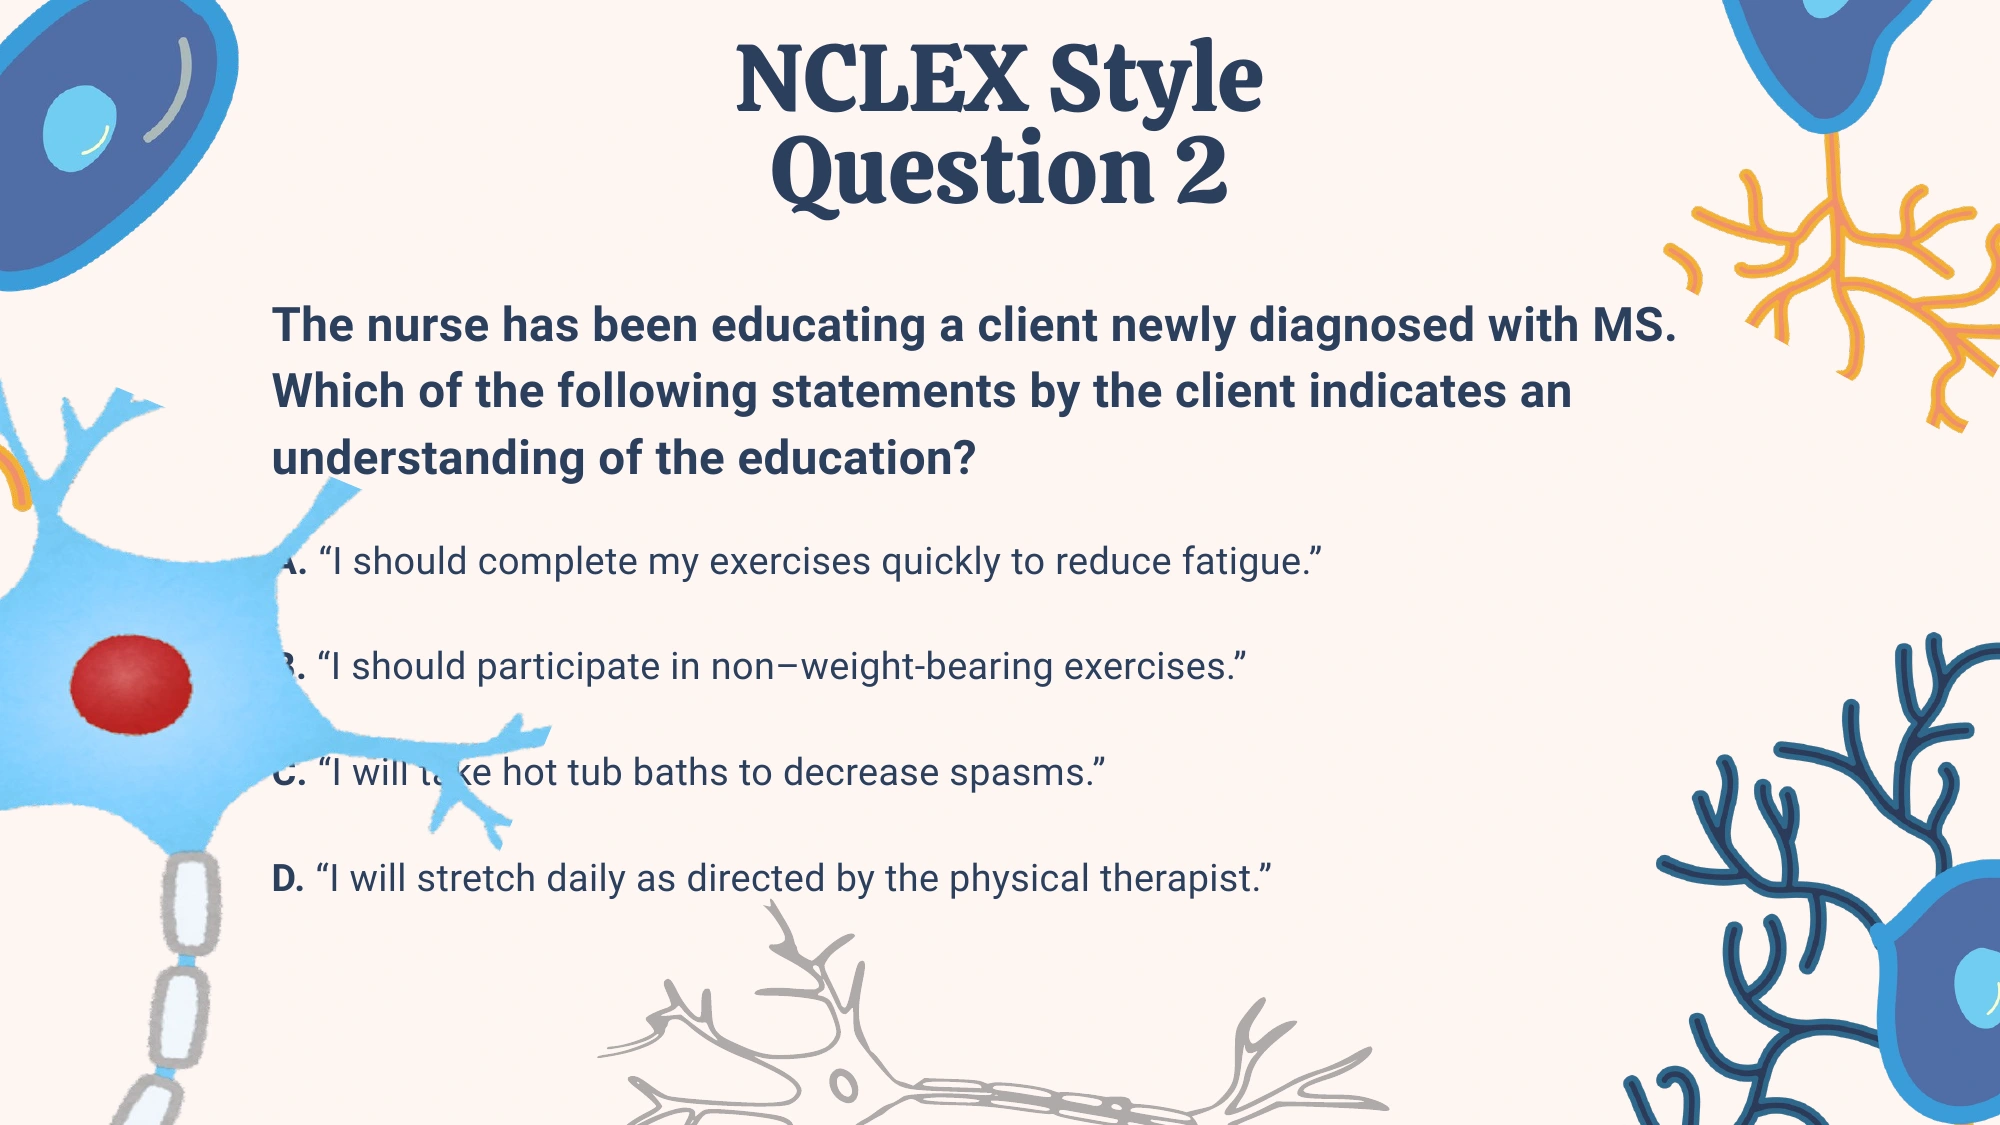 NCLEX Style
Question 2
The nurse has been educating a client newly diagnosed with MS.
Which of the following statements by the client indicates an
understanding of the education?
A. “I should complete my exercises quickly to reduce fatigue.”
B. “I should participate in non–weight-bearing exercises.”
C. “I will take hot tub baths to decrease spasms.”
D. “I will stretch daily as directed by the physical therapist.”